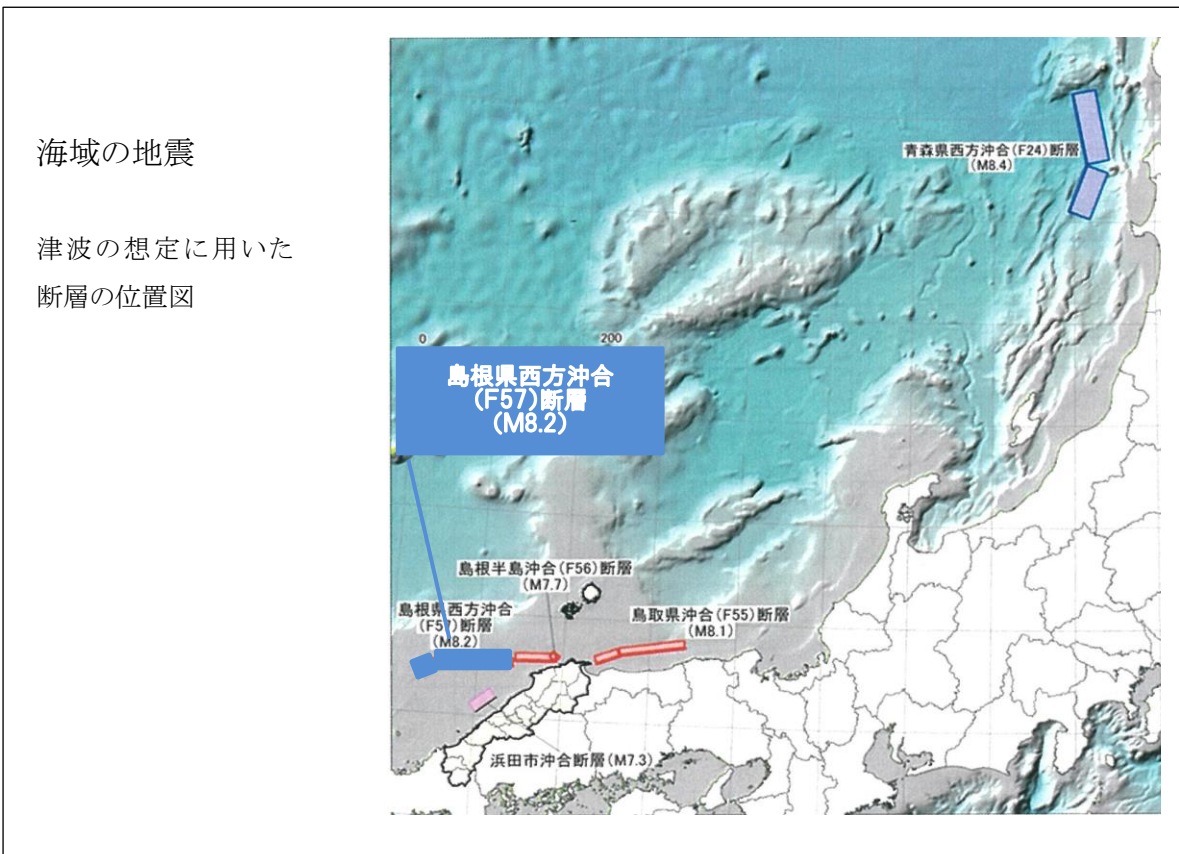 海域の地震
津波の想定に用いた
断層の位置図
青森県西方沖合(F24)断層
(M8.4)
0 200
島根県西方沖合
(F57)断層
(M8.2)
島根半島沖合(F56)断層
(M7.7)
島根県西方沖合
(F57)断層
(M8.2)
鳥取県沖合(F55)断層
(M8.1)
浜田市沖合断層(M7.3)